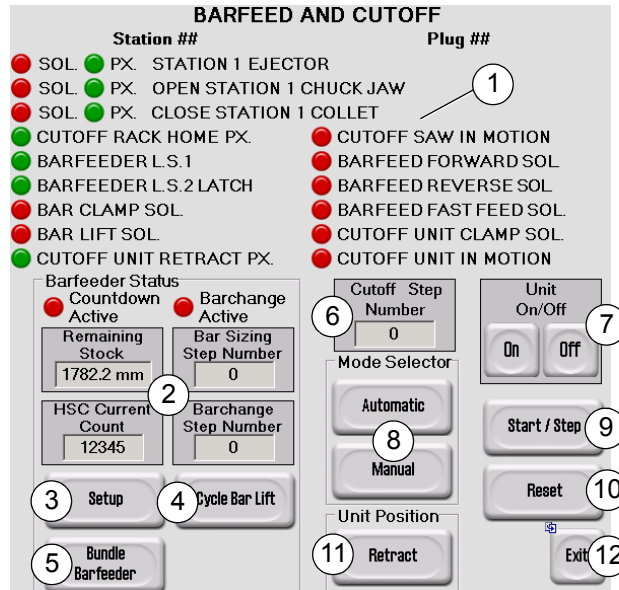 BARFEED AND CUTOFF
Station ## Plug ##
SOL. PX. STATION 1 EJECTOR
SOL. PX. OPEN STATION 1 CHUCK JAW
SOL. PX. CLOSE STATION 1 COLLET
1
CUTOFF RACK HOME PX. CUTOFF SAW IN MOTION
BARFEEDER L.S.1 BARFEED FORWARD SOL
BARFEEDER L.S.2 LATCH BARFEED REVERSE SOL
BAR CLAMP SOL. BARFEED FAST FEED SOL.
BAR LIFT SOL. CUTOFF UNIT CLAMP SOL.
CUTOFF UNIT RETRACT PX. CUTOFF UNIT IN MOTION
Barfeeder Status
Countdown Active
Barchange Active
Remaining Stock
1782.2 mm
Bar Sizing Step Number
0
2
HSC Current Count
12345
Barchange Step Number
0
3 Setup
4 Cycle Bar Lift
5 Bundle Barfeeder
6 Cutoff Step Number
0
Unit On/Off
On Off 7
Mode Selector
Automatic
8
Manual
Start / Step 9
Reset 10
Unit Position
11 Retract
Exit 12